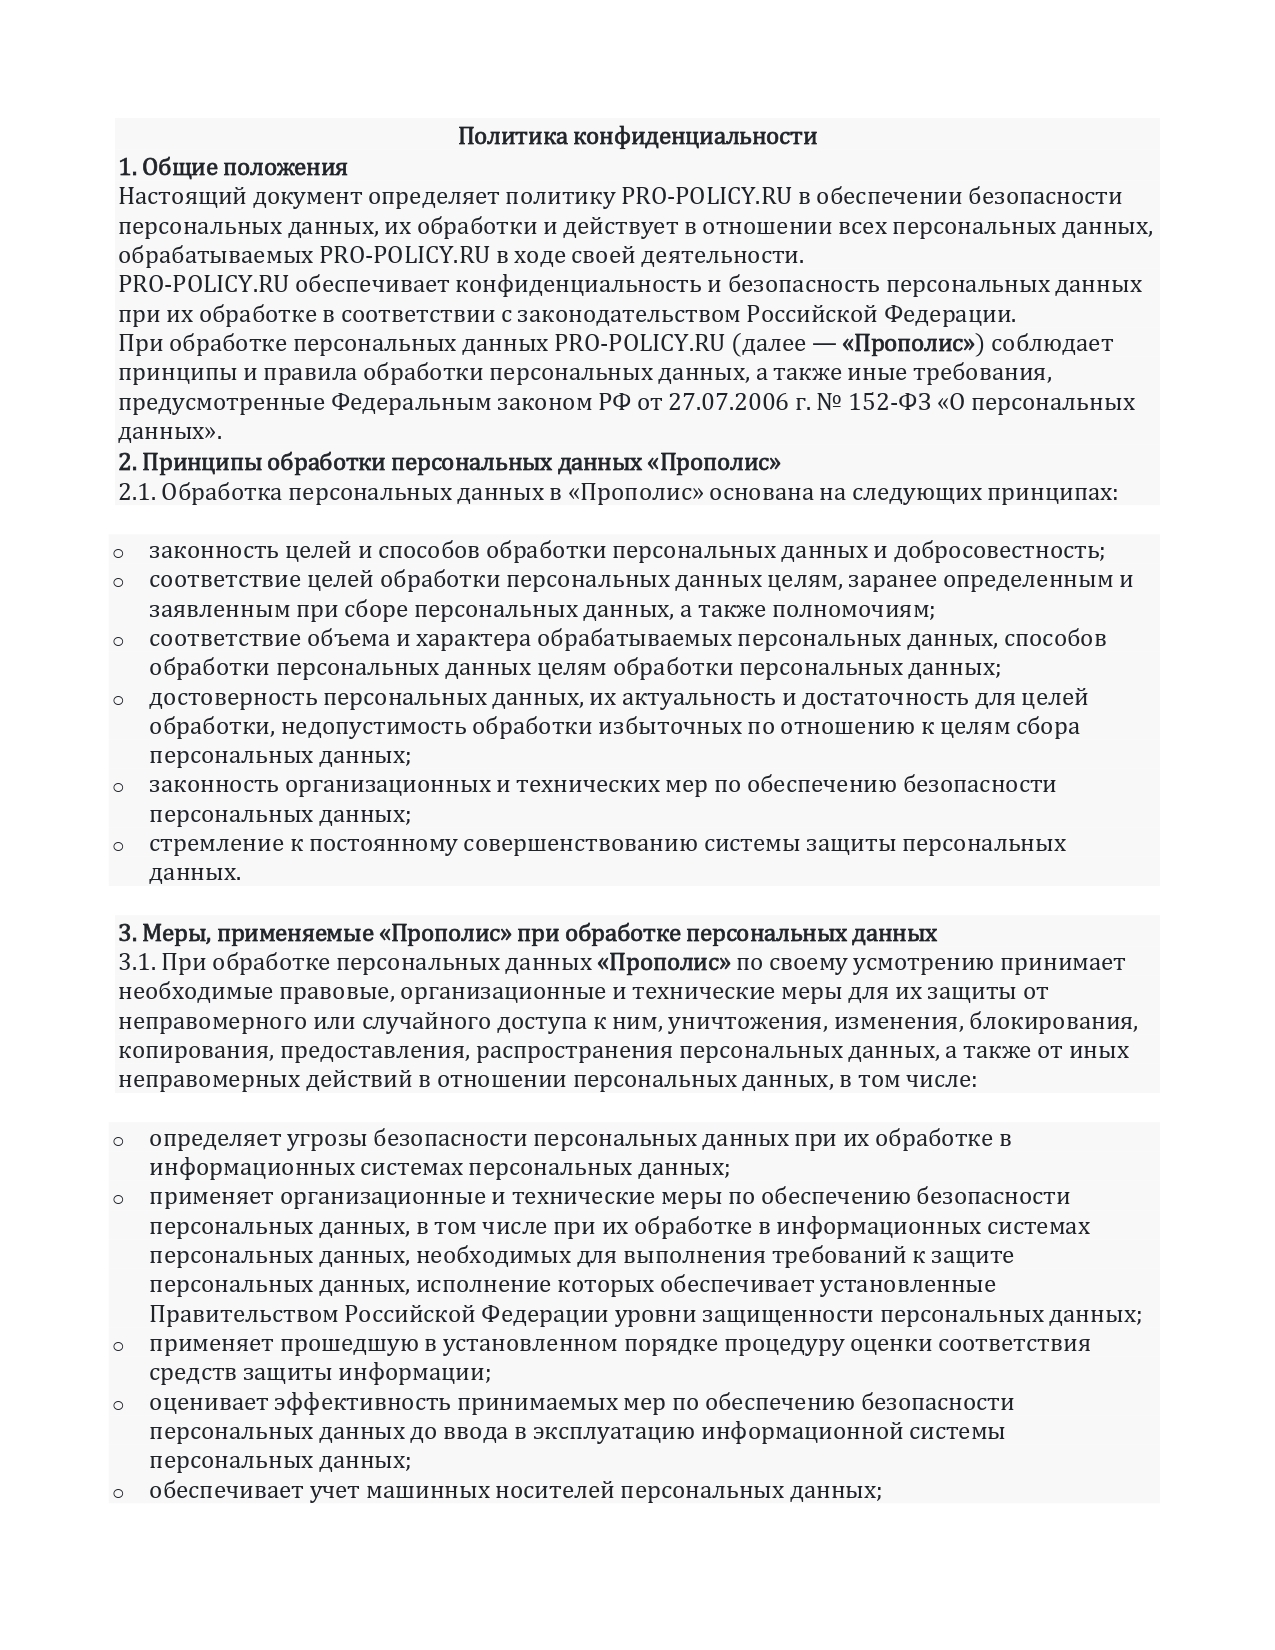 Политика конфиденциальности
1. Общие положения
Настоящий документ определяет политику PRO-POLICY.RU в обеспечении безопасности
персональных данных, их обработки и действует в отношении всех персональных данных,
обрабатываемых PRO-POLICY.RU в ходе своей деятельности.
PRO-POLICY.RU обеспечивает конфиденциальность и безопасность персональных данных
при их обработке в соответствии с законодательством Российской Федерации.
При обработке персональных данных PRO-POLICY.RU (далее — «Прополис») соблюдает
принципы и правила обработки персональных данных, а также иные требования,
предусмотренные Федеральным законом РФ от 27.07.2006 г. № 152-ФЗ «О персональных
данных».
2. Принципы обработки персональных данных «Прополис»
2.1. Обработка персональных данных в «Прополис» основана на следующих принципах:
o законность целей и способов обработки персональных данных и добросовестность;
o соответствие целей обработки персональных данных целям, заранее определенным и
заявленным при сборе персональных данных, а также полномочиям;
o соответствие объема и характера обрабатываемых персональных данных, способов
обработки персональных данных целям обработки персональных данных;
o достоверность персональных данных, их актуальность и достаточность для целей
обработки, недопустимость обработки избыточных по отношению к целям сбора
персональных данных;
o законность организационных и технических мер по обеспечению безопасности
персональных данных;
o стремление к постоянному совершенствованию системы защиты персональных
данных.
3. Меры, применяемые «Прополис» при обработке персональных данных
3.1. При обработке персональных данных «Прополис» по своему усмотрению принимает
необходимые правовые, организационные и технические меры для их защиты от
неправомерного или случайного доступа к ним, уничтожения, изменения, блокирования,
копирования, предоставления, распространения персональных данных, а также от иных
неправомерных действий в отношении персональных данных, в том числе:
o определяет угрозы безопасности персональных данных при их обработке в
информационных системах персональных данных;
o применяет организационные и технические меры по обеспечению безопасности
персональных данных, в том числе при их обработке в информационных системах
персональных данных, необходимых для выполнения требований к защите
персональных данных, исполнение которых обеспечивает установленные
Правительством Российской Федерации уровни защищенности персональных данных;
o применяет прошедшую в установленном порядке процедуру оценки соответствия
средств защиты информации;
o оценивает эффективность принимаемых мер по обеспечению безопасности
персональных данных до ввода в эксплуатацию информационной системы
персональных данных;
o обеспечивает учет машинных носителей персональных данных;